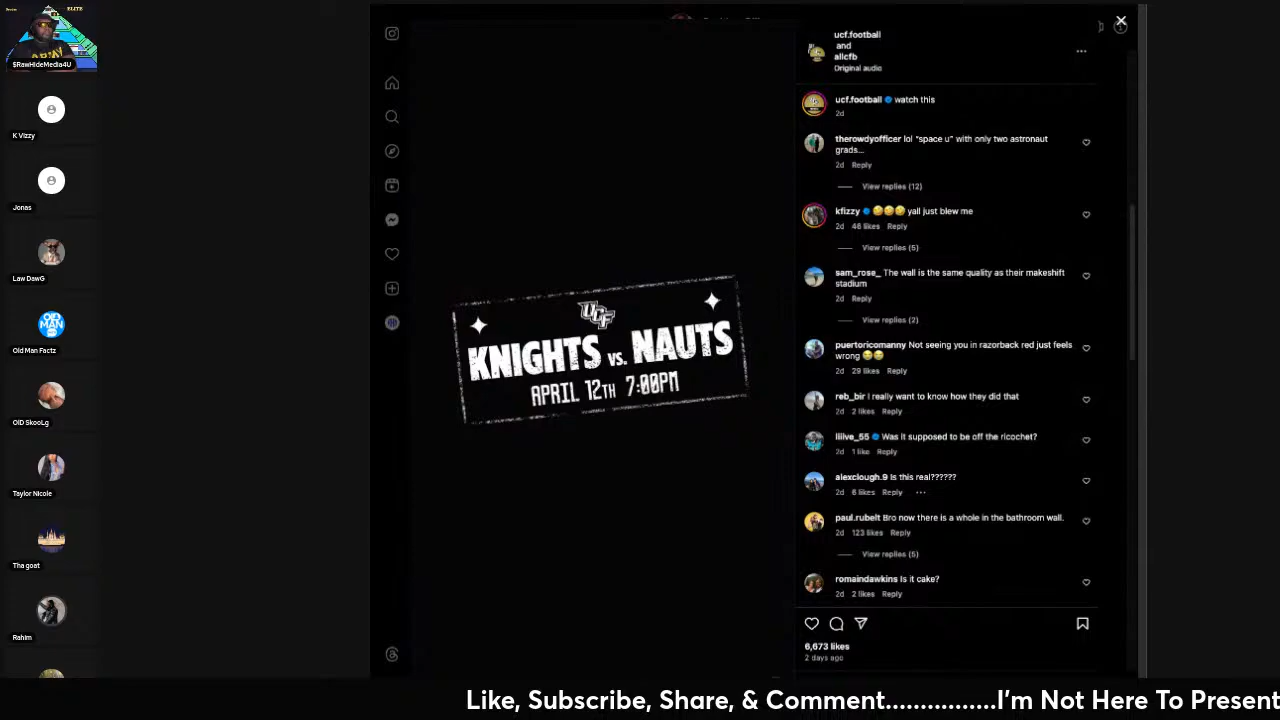 ELITE
ARMY
$RawHideMedia4U
K Vizzy
Jonas
Law DawG
OLD
MAN
Old Man Factz
OlD SkooLg
Taylor Nicole
Tha goat
Rahim
UCF
KNIGHTS VS. NAUTS
APRIL 12TH 7:00PM
ucf.football
and
Original audio
ucf.football watch this
2d
therowdyofficer lol “space u” with only two astronaut
grads...
2d Reply
View replies (12)
kfizzy 🤣🤣🤣 yall just blew me
2d 46 likes Reply
View replies (5)
sam_rose_ The wall is the same quality as their makeshift
stadium
2d Reply
View replies (2)
puertoricomanny Not seeing you in razorback red just feels
wrong 😂😂
2d 29 likes Reply
reb_bir I really want to know how they did that
2d 2 likes Reply
Was it supposed to be off the ricochet?
2d 1 like Reply
alexclough.9 Is this real??????
2d 6 likes Reply ...
paul.rubelt Bro now there is a whole in the bathroom wall.
2d 123 likes Reply
View replies (5)
romaindawkins Is it cake?
2d 2 likes Reply
6,673 likes
2 days ago
Like, Subscribe, Share, & Comment................I'm Not Here To Present